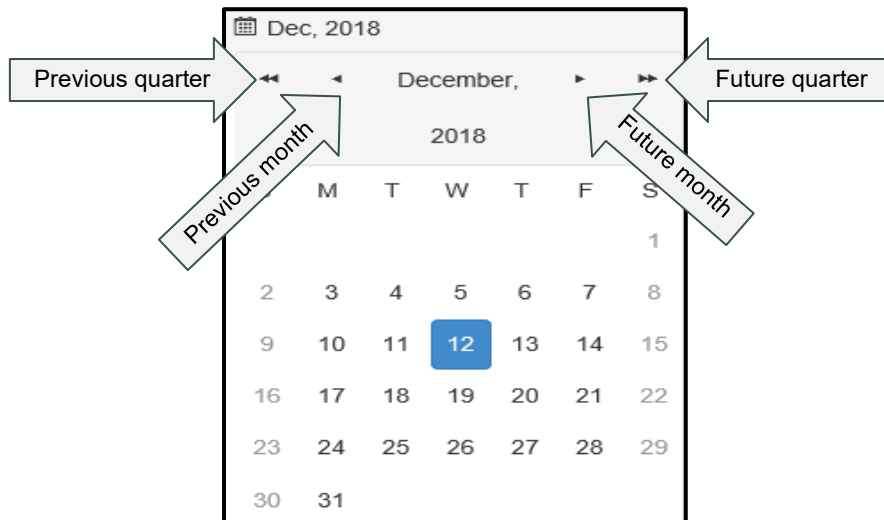 Dec, 2018
Previous quarter
December,
Future quarter
2018
Previous month
Future month
M T W T F S
1
2 3 4 5 6 7 8
9 10 11 12 13 14 15
16 17 18 19 20 21 22
23 24 25 26 27 28 29
30 31